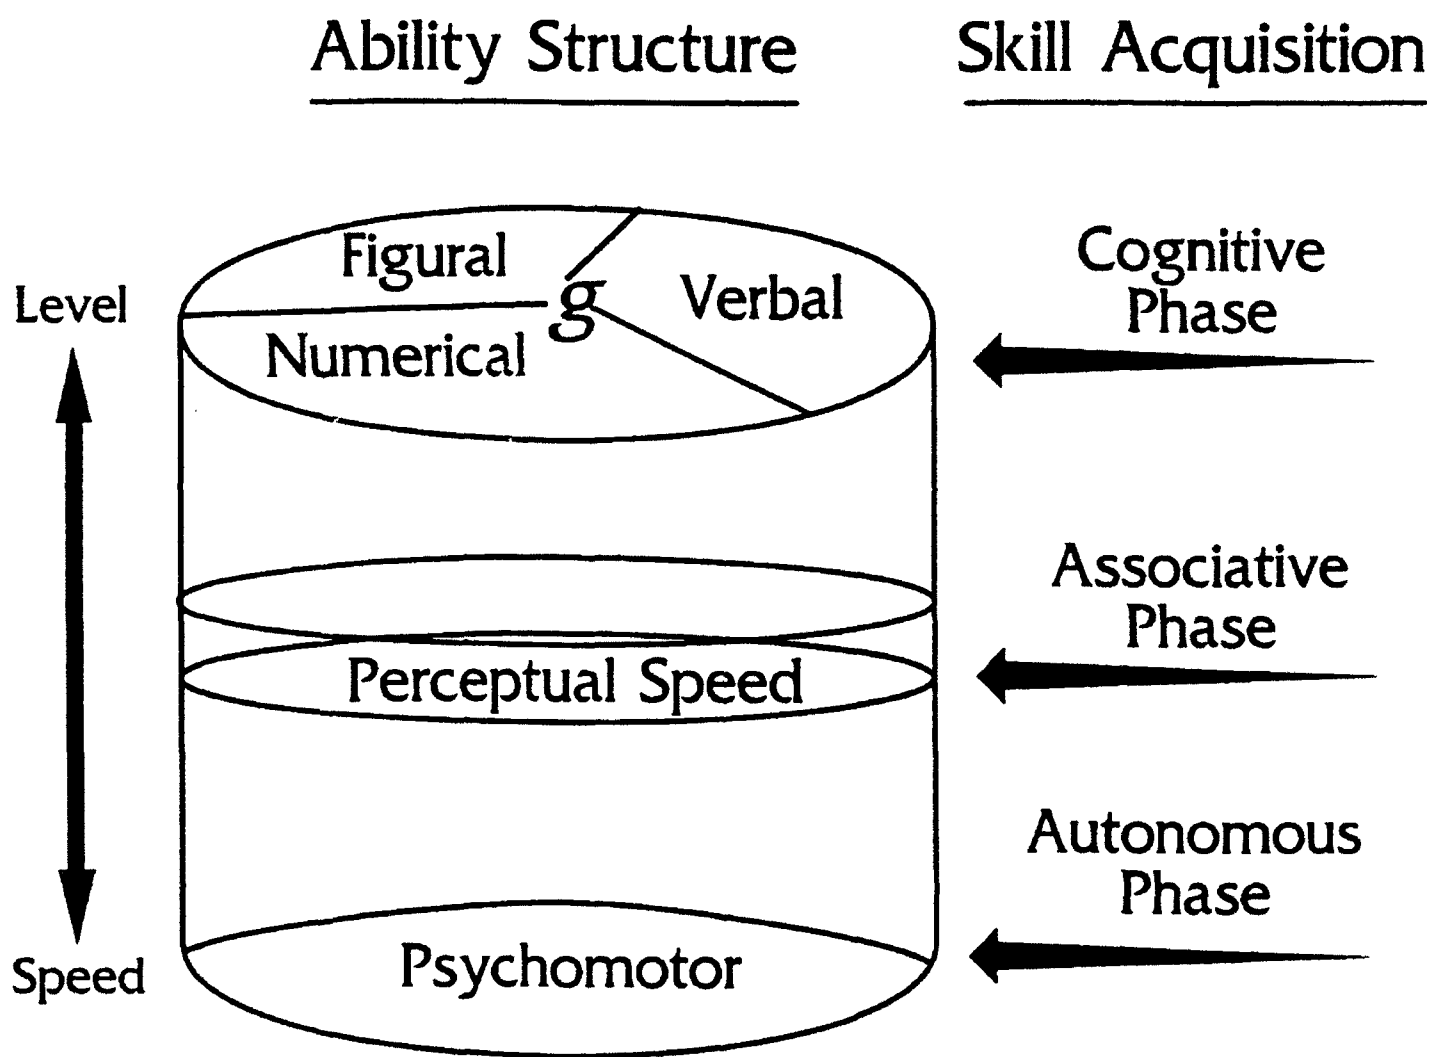 Ability Structure
Skill Acquisition
Level
Figural
g
Verbal
Numerical
Cognitive
Phase
Associative
Phase
Perceptual Speed
Autonomous
Phase
Speed
Psychomotor